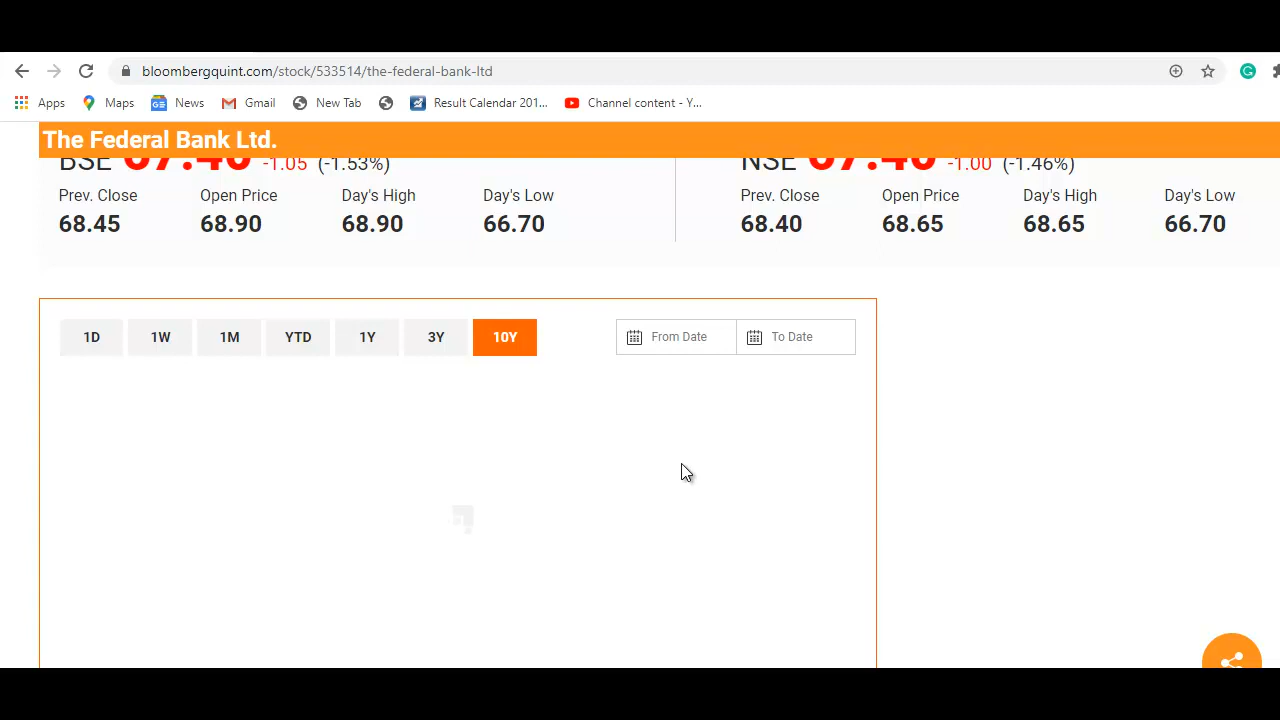 bloombergquint.com/stock/533514/the-federal-bank-ltd
Apps Maps News Gmail New Tab Result Calendar 201... Channel content - Y...
The Federal Bank Ltd.
BSE 67.40 -1.05 (-1.53%) NSE 67.40 -1.00 (-1.46%)
Prev. Close Open Price Day's High Day's Low Prev. Close Open Price Day's High Day's Low
68.45 68.90 68.90 66.70 68.40 68.65 68.65 66.70
1D 1W 1M YTD 1Y 3Y 10Y From Date To Date